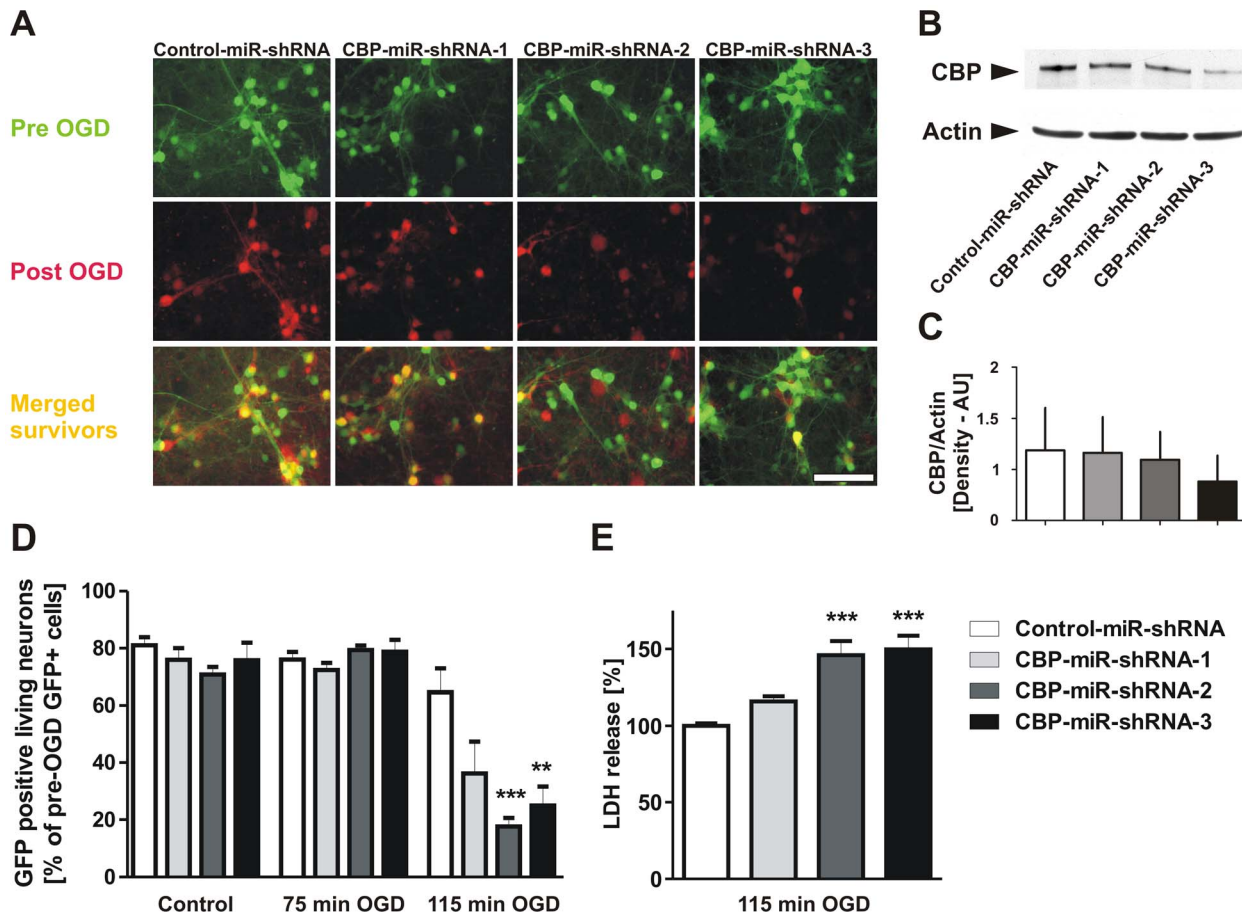 A
Control-miR-shRNA
CBP-miR-shRNA-1
CBP-miR-shRNA-2
CBP-miR-shRNA-3
Pre OGD
Post OGD
Merged
survivors
B
CBP
Actin
Control-miR-shRNA
CBP-miR-shRNA-1
CBP-miR-shRNA-2
CBP-miR-shRNA-3
C
CBP/Actin
[Density - AU]
2
1.5
1
0
D
GFP positive living neurons
[% of pre-OGD GFP+ cells]
100
80
60
40
20
0
***
**
Control
75 min OGD
115 min OGD
E
LDH release [%]
150
100
50
0
***
***
115 min OGD
Control-miR-shRNA
CBP-miR-shRNA-1
CBP-miR-shRNA-2
CBP-miR-shRNA-3